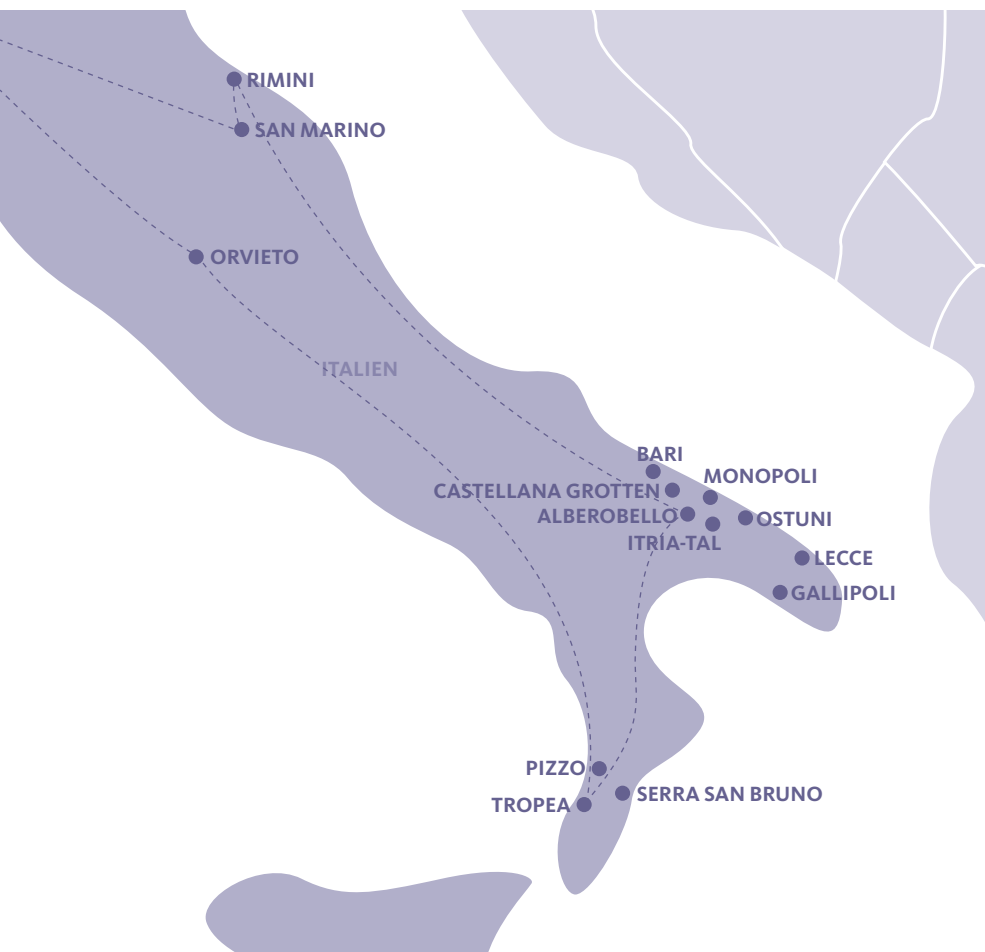 RIMINI
SAN MARINO
ORVIETO
ITALIEN
BARI
MONOPOLI
CASTELLANA GROTTEN
ALBEROBELLO
OSTUNI
ITRIA-TAL
LECCE
GALLIPOLI
PIZZO
SERRA SAN BRUNO
TROPEA